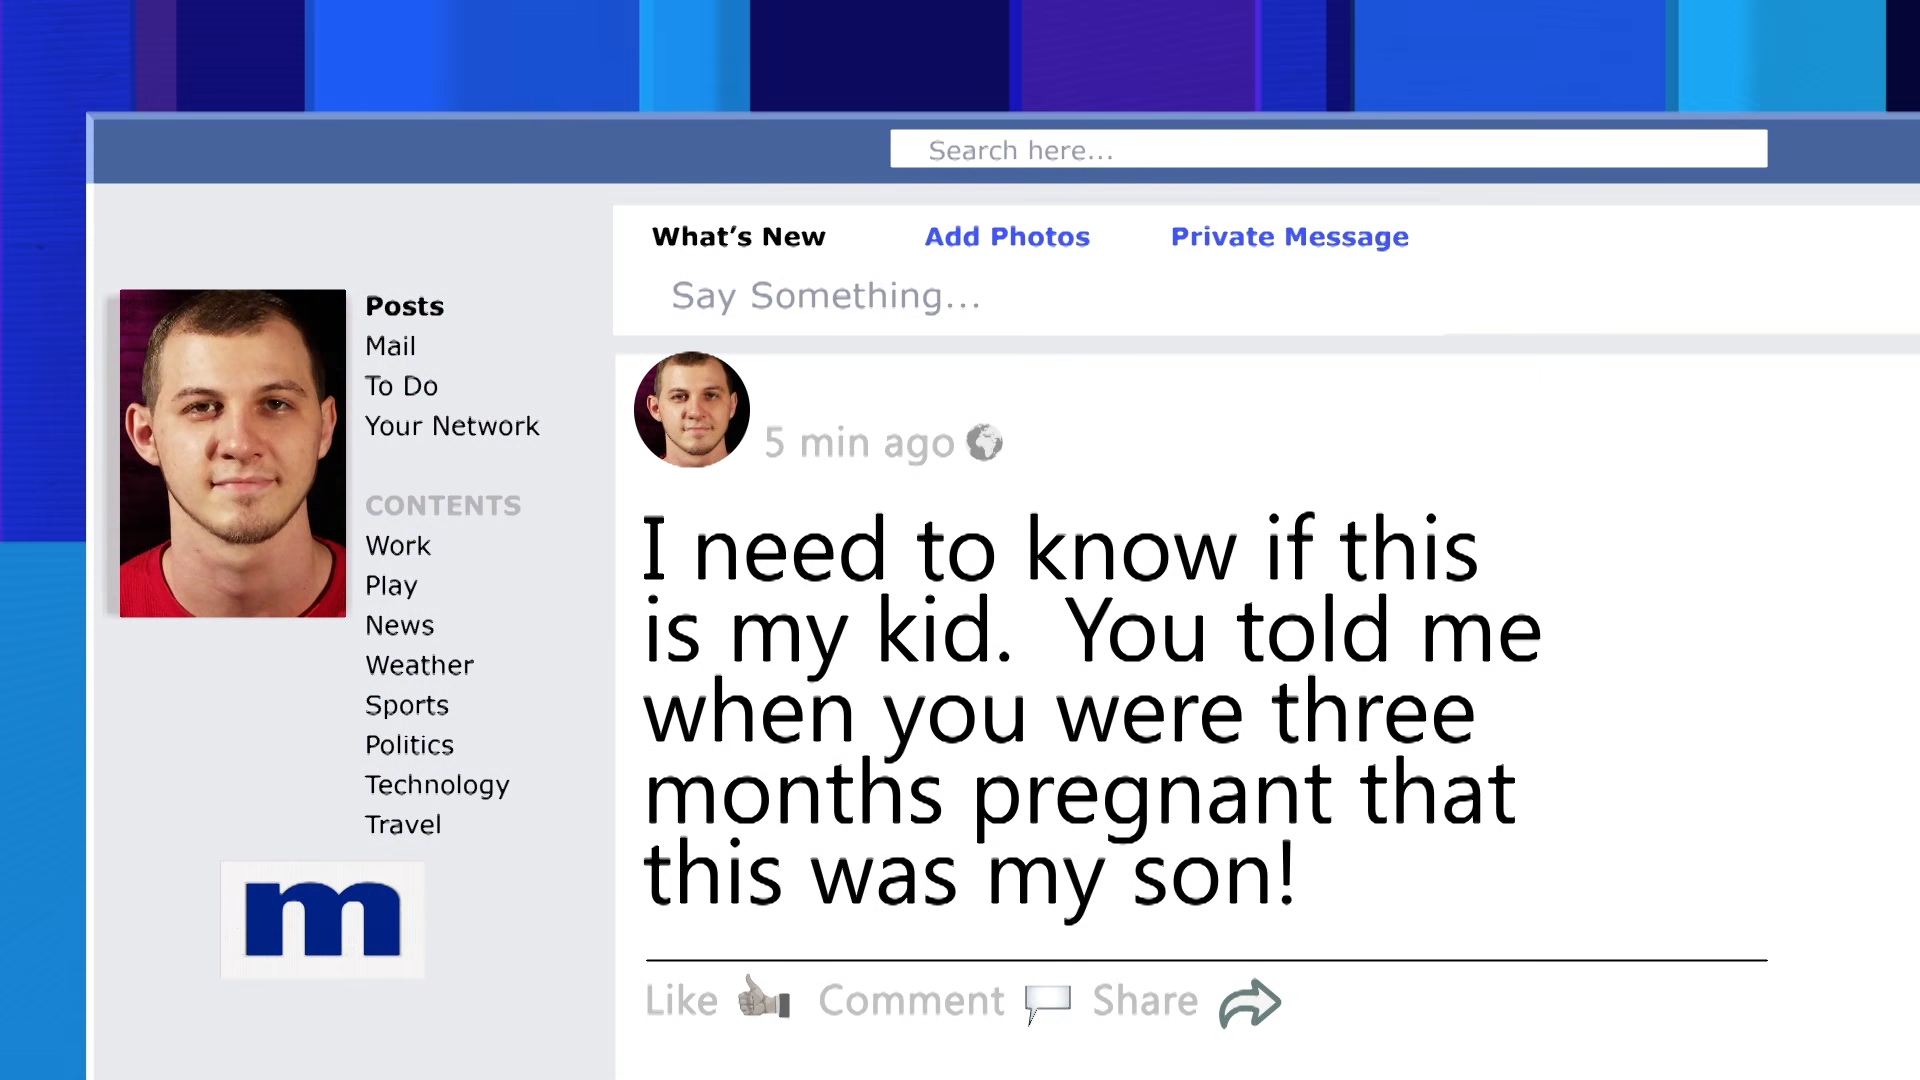 Search here...
What's New Add Photos Private Message
Say Something...
Posts
Mail
To Do
Your Network
CONTENTS
Work
Play
News
Weather
Sports
Politics
Technology
Travel
m
5 min ago
I need to know if this
is my kid. You told me
when you were three
months pregnant that
this was my son!
Like Comment Share